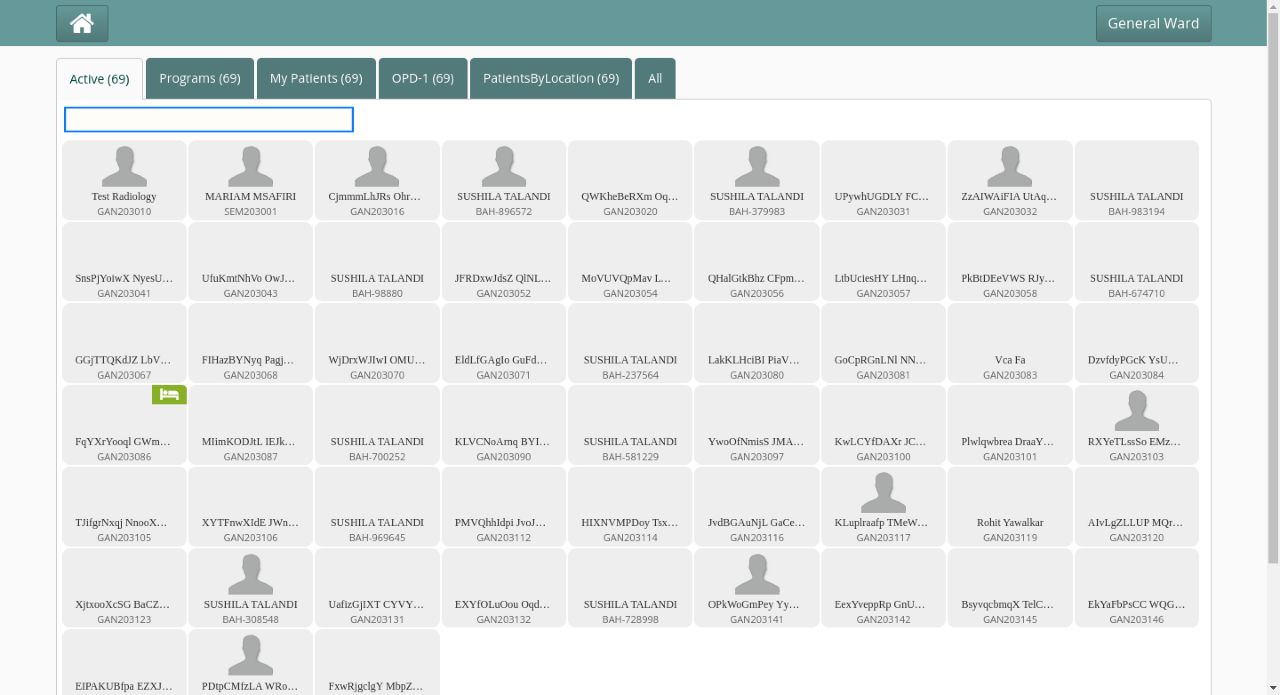 General Ward
Active (69) Programs (69) My Patients (69) OPD-1 (69) PatientsByLocation (69) All
Test Radiology MARIAM MSAFIRI CjmmmLhJRs Ohr… SUSHILA TALANDI QWKheBeRXm Oq… SUSHILA TALANDI UPywhUGDLY FC… ZzAIWAiFIA UtAq… SUSHILA TALANDI
GAN203010 SEM203001 GAN203016 BAH-896572 GAN203020 BAH-379983 GAN203031 GAN203032 BAH-983194
SnsPjYoiwX NyesU… UfuKmtNhVo OwJ… SUSHILA TALANDI JFRDxwJdsZ QlNL… MoVUVQpMav L… QHalGtkBhz CFpm… LtbUciesHY LHnq… PkBtDEeVWS RJy… SUSHILA TALANDI
GAN203041 GAN203043 BAH-98880 GAN203052 GAN203054 GAN203056 GAN203057 GAN203058 BAH-674710
GGjTTQKdJZ LbV… FIHazBYNyq Pagj… WjDrxWJIwI OMU… EldLfGAgIo GuFd… SUSHILA TALANDI LakKLHciBI PiaV… GoCpRGnLNl NN… Vca Fa DzvfdyPGcK YsU…
GAN203067 GAN203068 GAN203070 GAN203071 BAH-237564 GAN203080 GAN203081 GAN203083 GAN203084
FqYXrYooql GWm… MIimKODJtL IEJk… SUSHILA TALANDI KLVCNoArnq BYI… SUSHILA TALANDI YwoOfNmisS JMA… KwLCYfDAXr JC… Plwlqwbrea DraaY… RXYeTLssSo EMz…
GAN203086 GAN203087 BAH-700252 GAN203090 BAH-581229 GAN203097 GAN203100 GAN203101 GAN203103
TJifgrNxqj NnooX… XYTFnwXIdE JWn… SUSHILA TALANDI PMVQhhIdpi JvoJ… HIXNVMPDoy Tsx… JvdBGAuNjL GaCe… KLuplraafp TMeW… Rohit Yawalkar AIvLgZLLUP MQr…
GAN203105 GAN203106 BAH-969645 GAN203112 GAN203114 GAN203116 GAN203117 GAN203119 GAN203120
XjtxooXcSG BaCZ… SUSHILA TALANDI UafizGjIXT CYVY… EXYfOLuOou Oqd… SUSHILA TALANDI OPkWoGmPey Yy… EexYveppRp GnU… BsyvqcbmqX TelC… EkYaFbPsCC WQG…
GAN203123 BAH-308548 GAN203131 GAN203132 BAH-728998 GAN203141 GAN203142 GAN203145 GAN203146
EIPAKUBfpa EZXJ… PDtpCMfzLA WRo… FxwRjgclgY MbpZ…